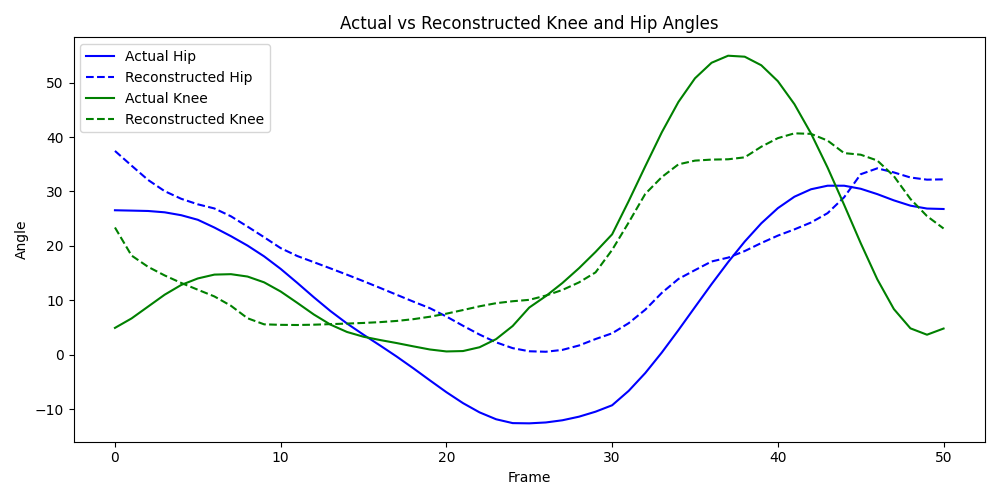 Actual vs Reconstructed Knee and Hip Angles
Actual Hip
Reconstructed Hip
Actual Knee
Reconstructed Knee
Angle
50
40
30
20
10
0
−10
0 10 20 30 40 50
Frame